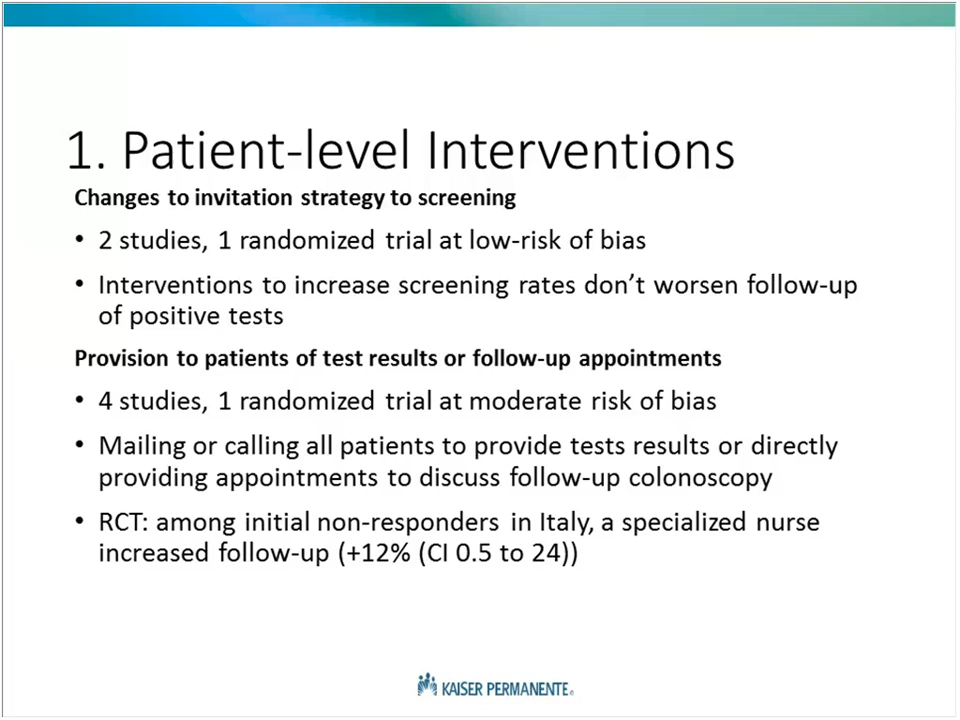 1. Patient-level Interventions
Changes to invitation strategy to screening
• 2 studies, 1 randomized trial at low-risk of bias
• Interventions to increase screening rates don’t worsen follow-up
of positive tests
Provision to patients of test results or follow-up appointments
• 4 studies, 1 randomized trial at moderate risk of bias
• Mailing or calling all patients to provide tests results or directly
providing appointments to discuss follow-up colonoscopy
• RCT: among initial non-responders in Italy, a specialized nurse
increased follow-up (+12% (CI 0.5 to 24))
KAISER PERMANENTE®